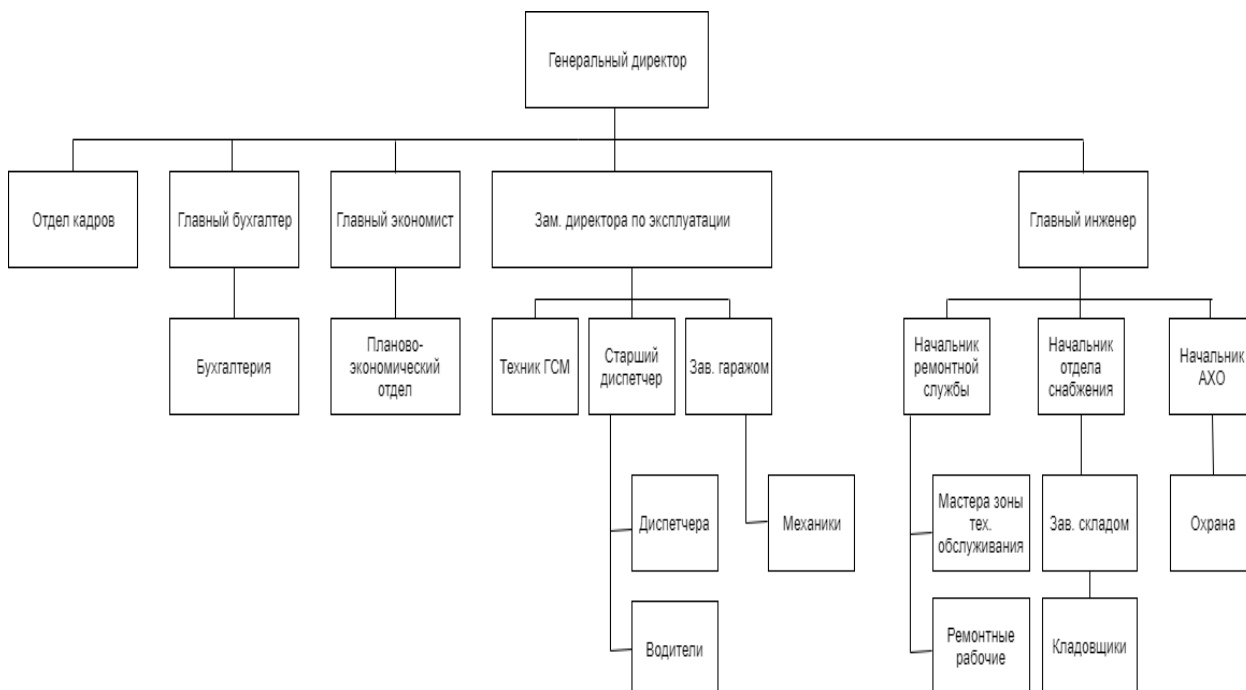 Генеральный директор
Отдел кадров
Главный бухгалтер
Главный экономист
Зам. директора по эксплуатации
Главный инженер
Бухгалтерия
Планово-
экономический
отдел
Техник ГСМ
Старший
диспетчер
Зав. гаражом
Начальник
ремонтной
службы
Начальник
отдела
снабжения
Начальник
АХО
Диспетчера
Механики
Мастера зоны
тех.
обслуживания
Зав. складом
Охрана
Водители
Ремонтные
рабочие
Кладовщики